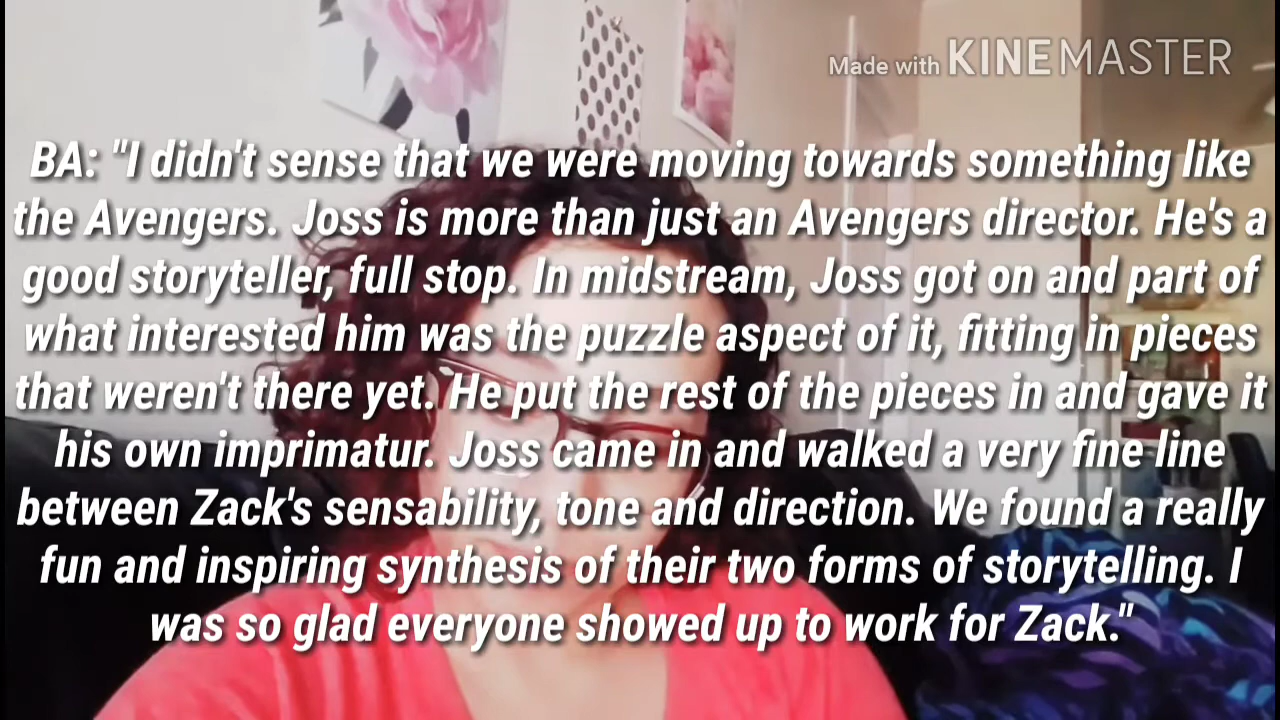 Made with KINEMASTER
BA: "I didn't sense that we were moving towards something like
the Avengers. Joss is more than just an Avengers director. He's a
good storyteller, full stop. In midstream, Joss got on and part of
what interested him was the puzzle aspect of it, fitting in pieces
that weren't there yet. He put the rest of the pieces in and gave it
his own imprimatur. Joss came in and walked a very fine line
between Zack's sensability, tone and direction. We found a really
fun and inspiring synthesis of their two forms of storytelling. I
was so glad everyone showed up to work for Zack."